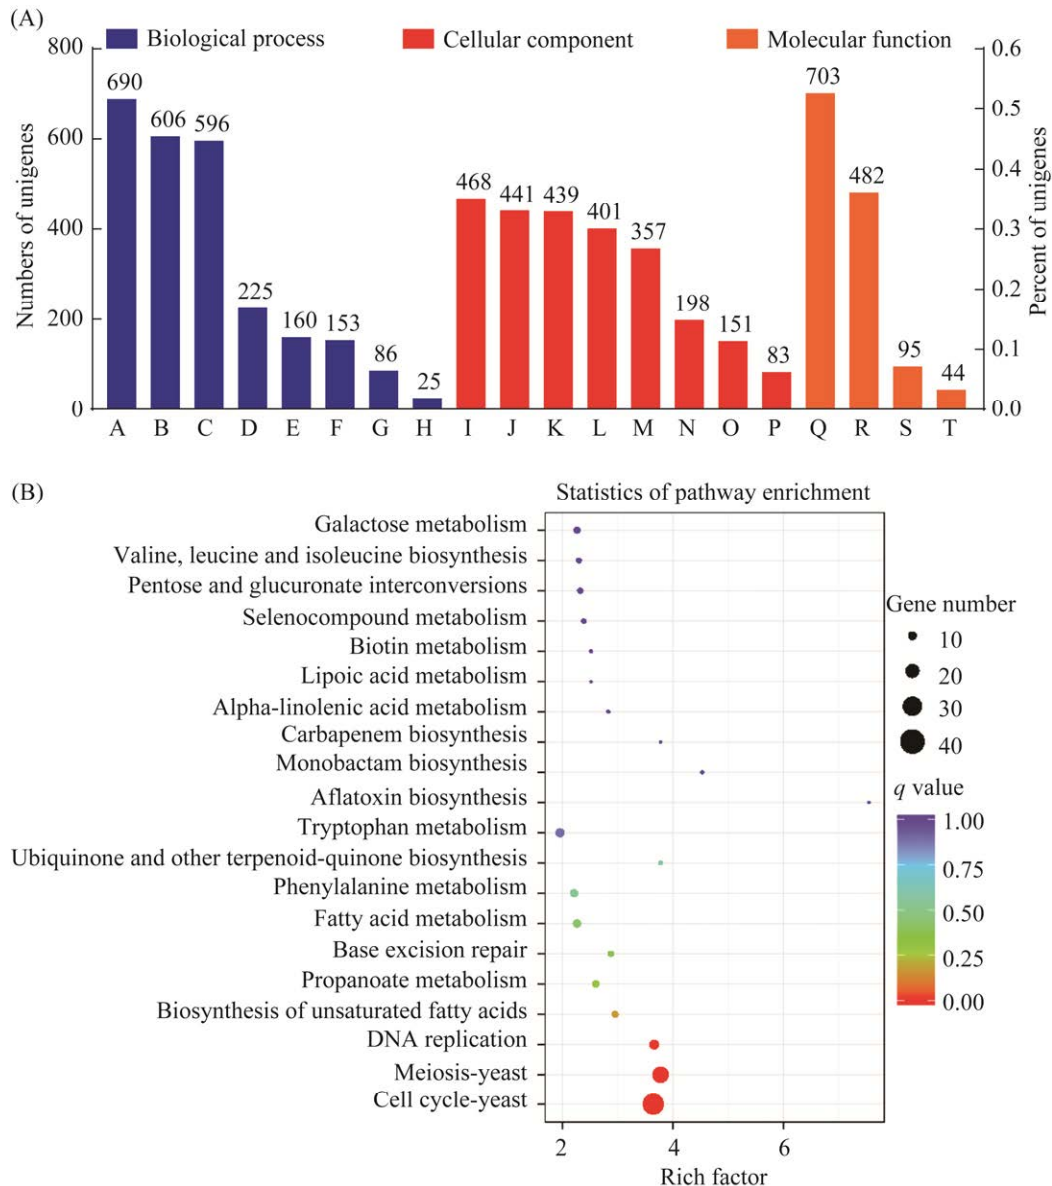 (A)
Biological process
Cellular component
Molecular function
Numbers of unigenes
800
600
400
200
0
690
606
596
225
160
153
86
25
468
441
439
401
357
198
151
83
703
482
95
44
0.6
0.5
0.4
0.3
0.2
0.1
0.0
Percent of unigenes
A B C D E F G H I J K L M N O P Q R S T
(B)
Statistics of pathway enrichment
Galactose metabolism
Valine, leucine and isoleucine biosynthesis
Pentose and glucuronate interconversions
Selenocompound metabolism
Biotin metabolism
Lipoic acid metabolism
Alpha-linolenic acid metabolism
Carbapenem biosynthesis
Monobactam biosynthesis
Aflatoxin biosynthesis
Tryptophan metabolism
Ubiquinone and other terpenoid-quinone biosynthesis
Phenylalanine metabolism
Fatty acid metabolism
Base excision repair
Propanoate metabolism
Biosynthesis of unsaturated fatty acids
DNA replication
Meiosis-yeast
Cell cycle-yeast
2 4 6
Rich factor
Gene number
10
20
30
40
q value
1.00
0.75
0.50
0.25
0.00